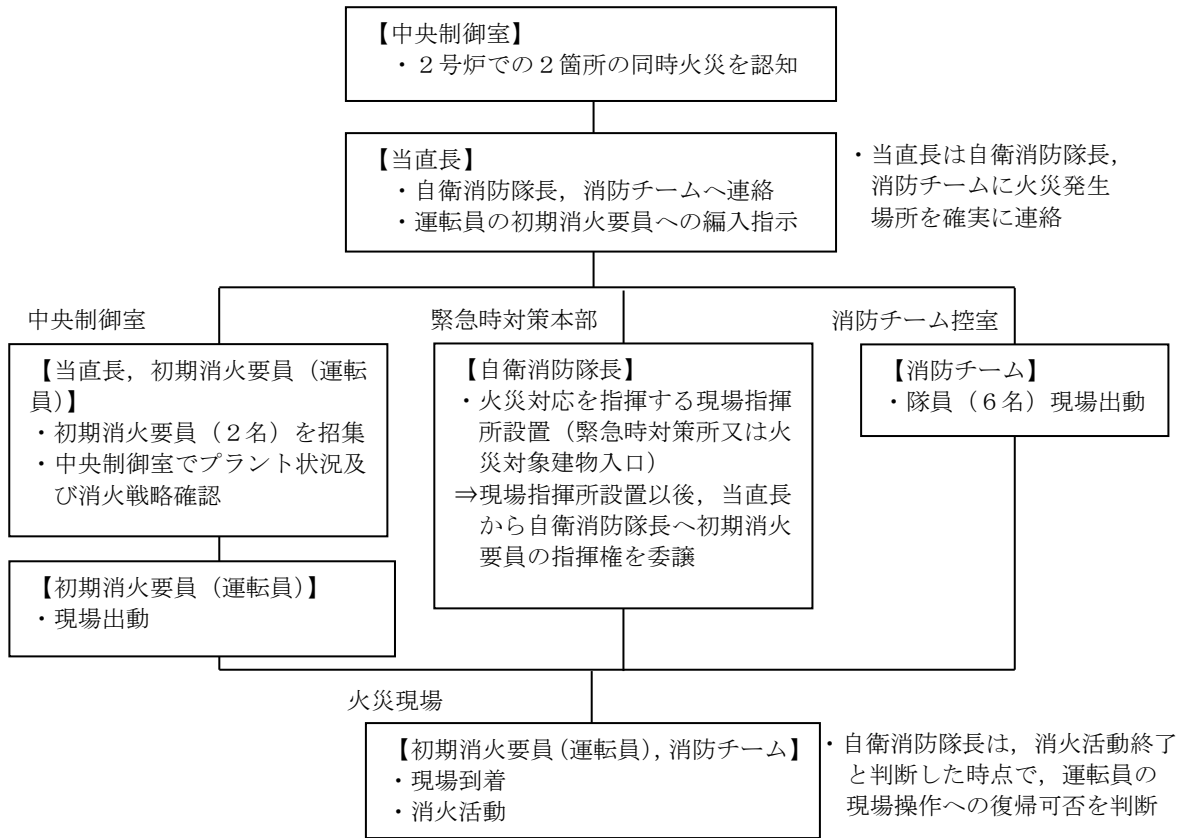 【中央制御室】
・２号炉での２箇所の同時火災を認知
【当直長】
・自衛消防隊長，消防チームへ連絡
・運転員の初期消火要員への編入指示
・当直長は自衛消防隊長，
消防チームに火災発生
場所を確実に連絡
中央制御室
【当直長，初期消火要員（運転
員）】
・初期消火要員（２名）を招集
・中央制御室でプラント状況及
び消火戦略確認
【初期消火要員（運転員）】
・現場出動
緊急時対策本部
【自衛消防隊長】
・火災対応を指揮する現場指揮
所設置（緊急時対策所又は火
災対象建物入口）
⇒現場指揮所設置以後，当直長
から自衛消防隊長へ初期消火
要員の指揮権を委譲
消防チーム控室
【消防チーム】
・隊員（６名）現場出動
火災現場
【初期消火要員（運転員），消防チーム】
・現場到着
・消火活動
・自衛消防隊長は，消火活動終了
と判断した時点で，運転員の
現場操作への復帰可否を判断